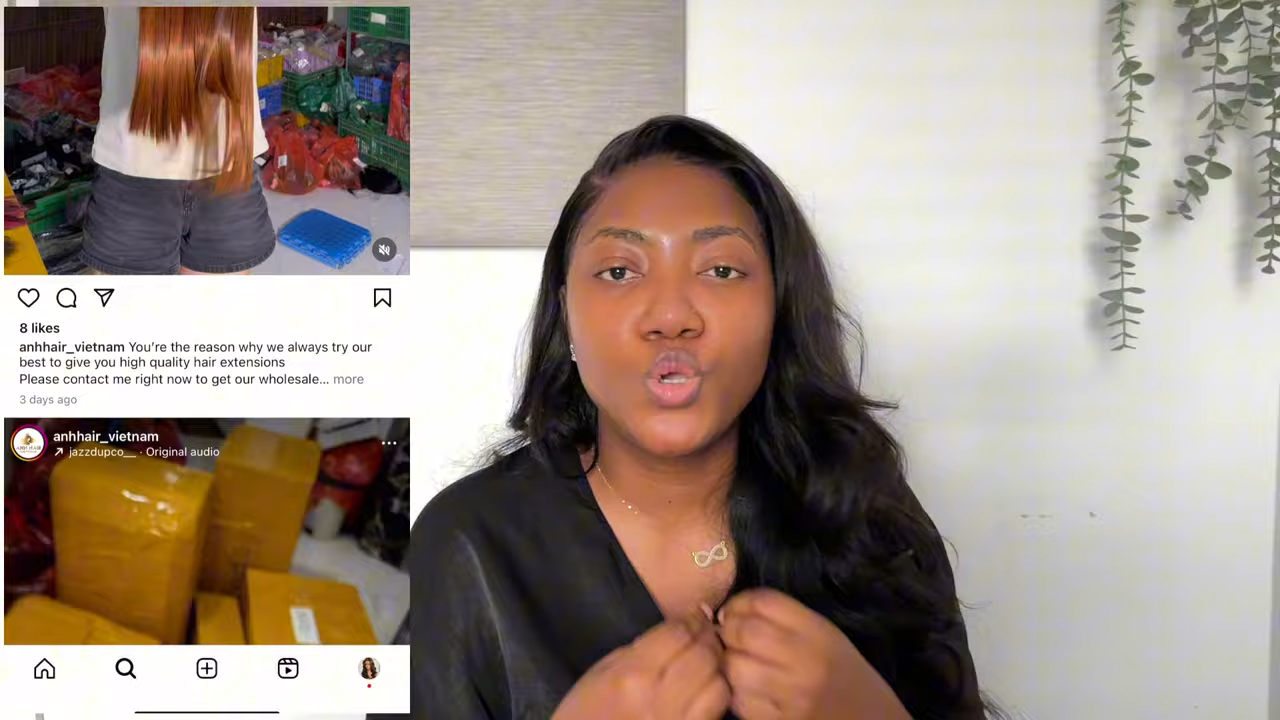 8 likes
anhhair_vietnam You're the reason why we always try our
best to give you high quality hair extensions
Please contact me right now to get our wholesale... more
3 days ago
anhhair_vietnam
jazzdupco__ · Original audio